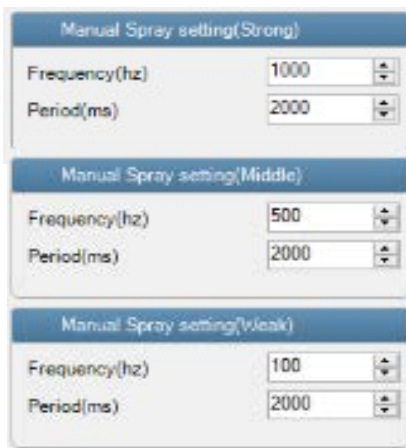 Manual Spray setting(Strong)
Frequency(hz) 1000
Period(ms) 2000
Manual Spray setting(Middle)
Frequency(hz) 500
Period(ms) 2000
Manual Spray setting(Weak)
Frequency(hz) 100
Period(ms) 2000